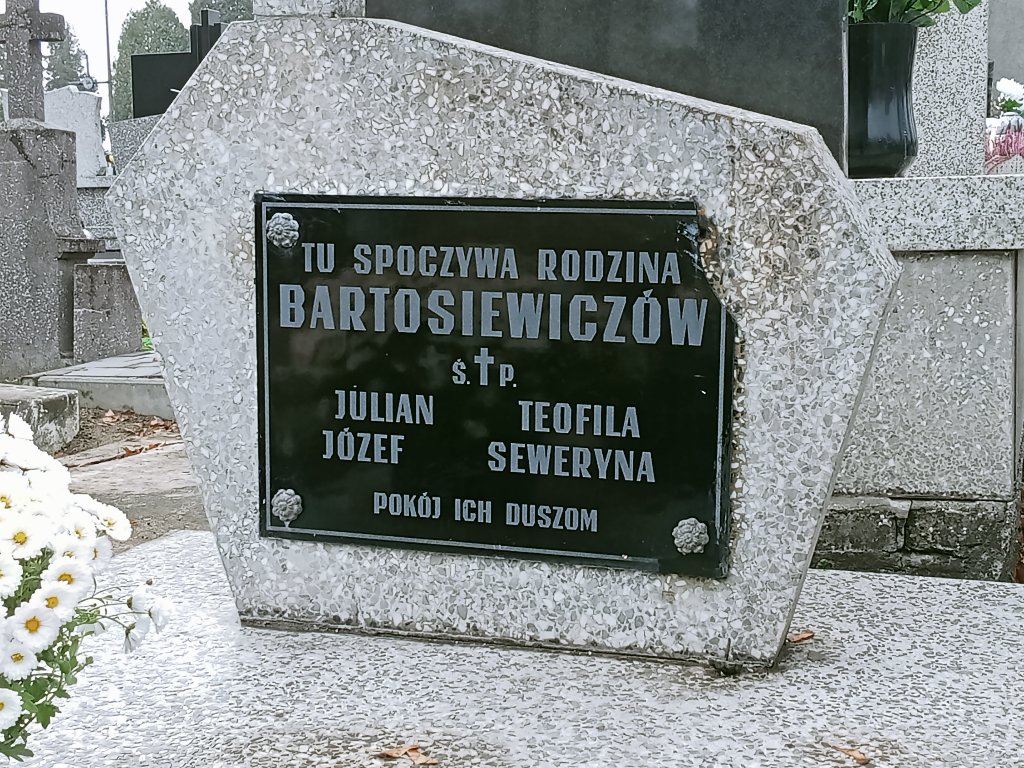 TU SPOCZYWA RODZINA
BARTOSIEWICZÓW
Ś.✝P.
JULIAN TEOFILA
JÓZEF SEWERYNA
POKÓJ ICH DUSZOM